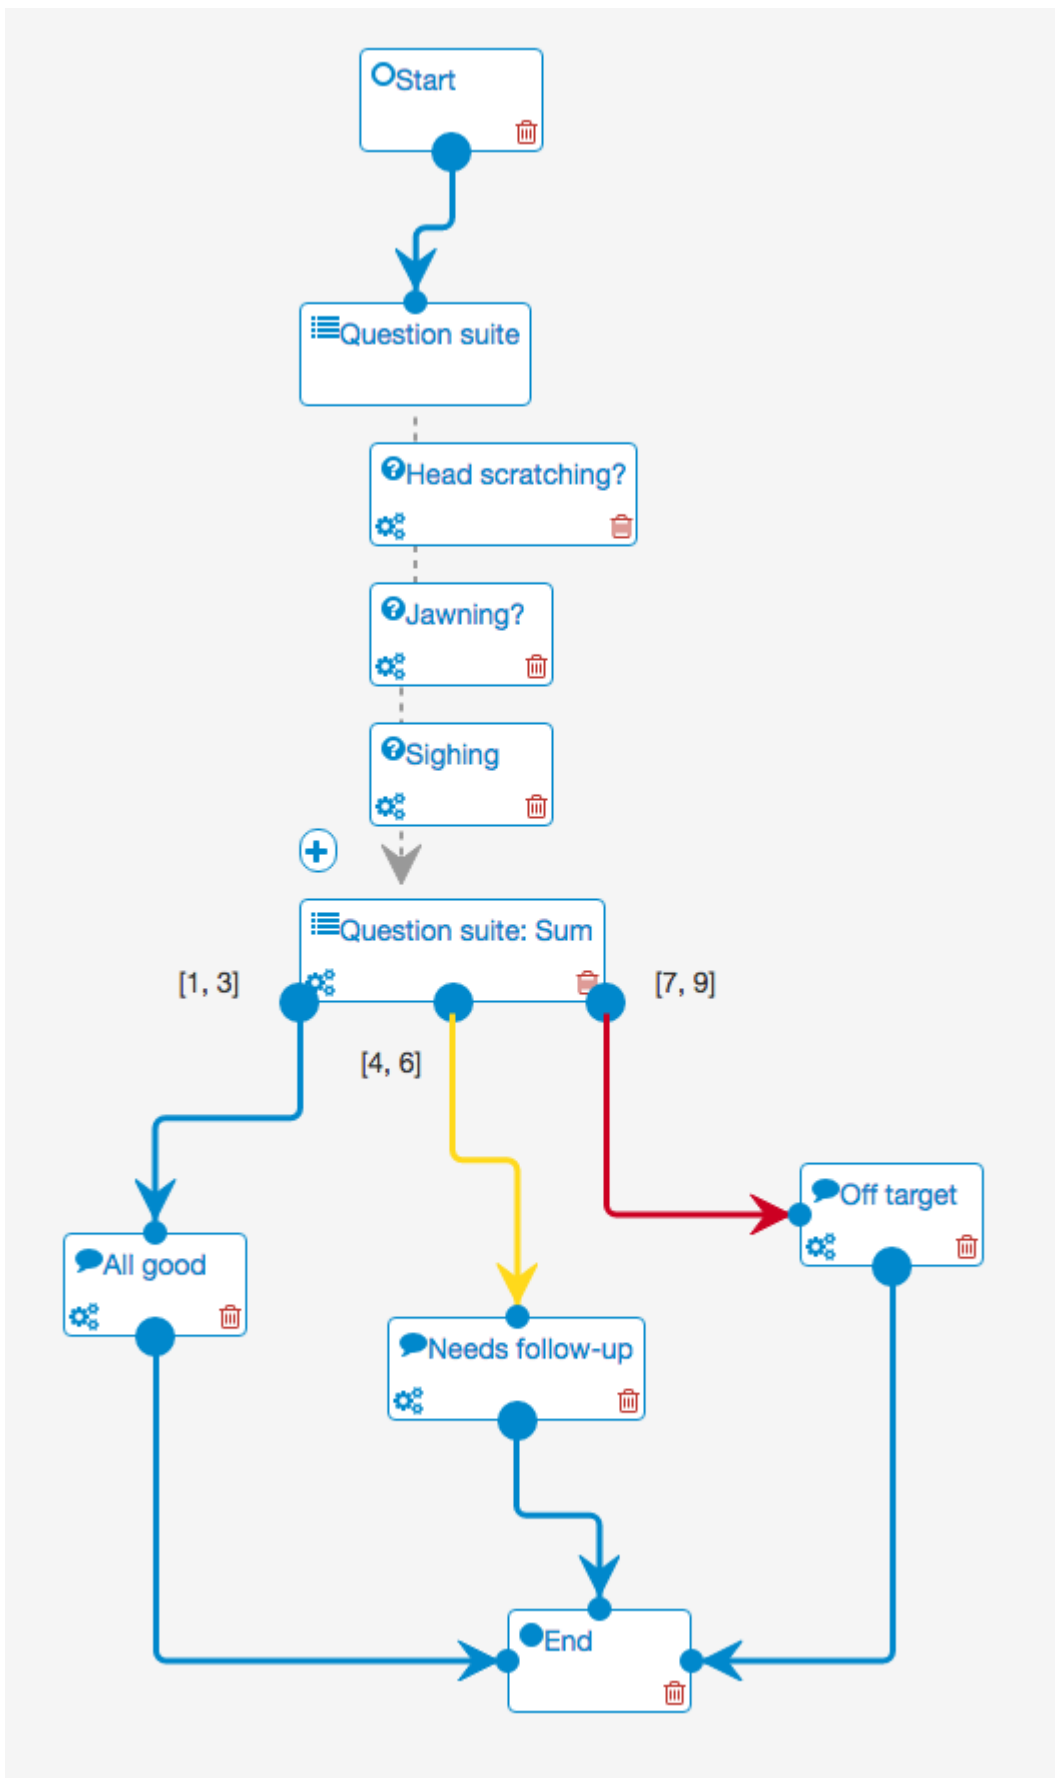 Start
Question suite
Head scratching?
Jawning?
Sighing
Question suite: Sum
[1, 3]
[7, 9]
[4, 6]
Off target
All good
Needs follow-up
End